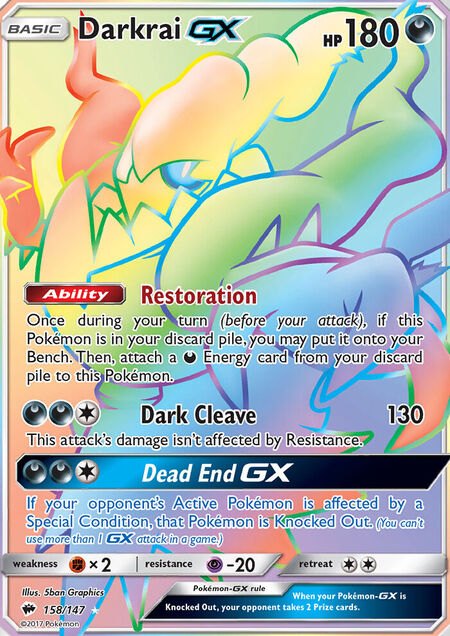 BASIC Darkrai GX HP 180
Ability Restoration
Once during your turn (before your attack), if this
Pokémon is in your discard pile, you may put it onto your
Bench. Then, attach a Energy card from your discard
pile to this Pokémon.
Dark Cleave 130
This attack's damage isn't affected by Resistance.
Dead End GX
If your opponent's Active Pokémon is affected by a
Special Condition, that Pokémon is Knocked Out. (You can't
use more than 1 GX attack in a game.)
weakness ×2 resistance -20 retreat
Illus. 5ban Graphics
158/147
©2017 Pokémon
Pokémon-GX rule
When your Pokémon-GX is
Knocked Out, your opponent takes 2 Prize cards.